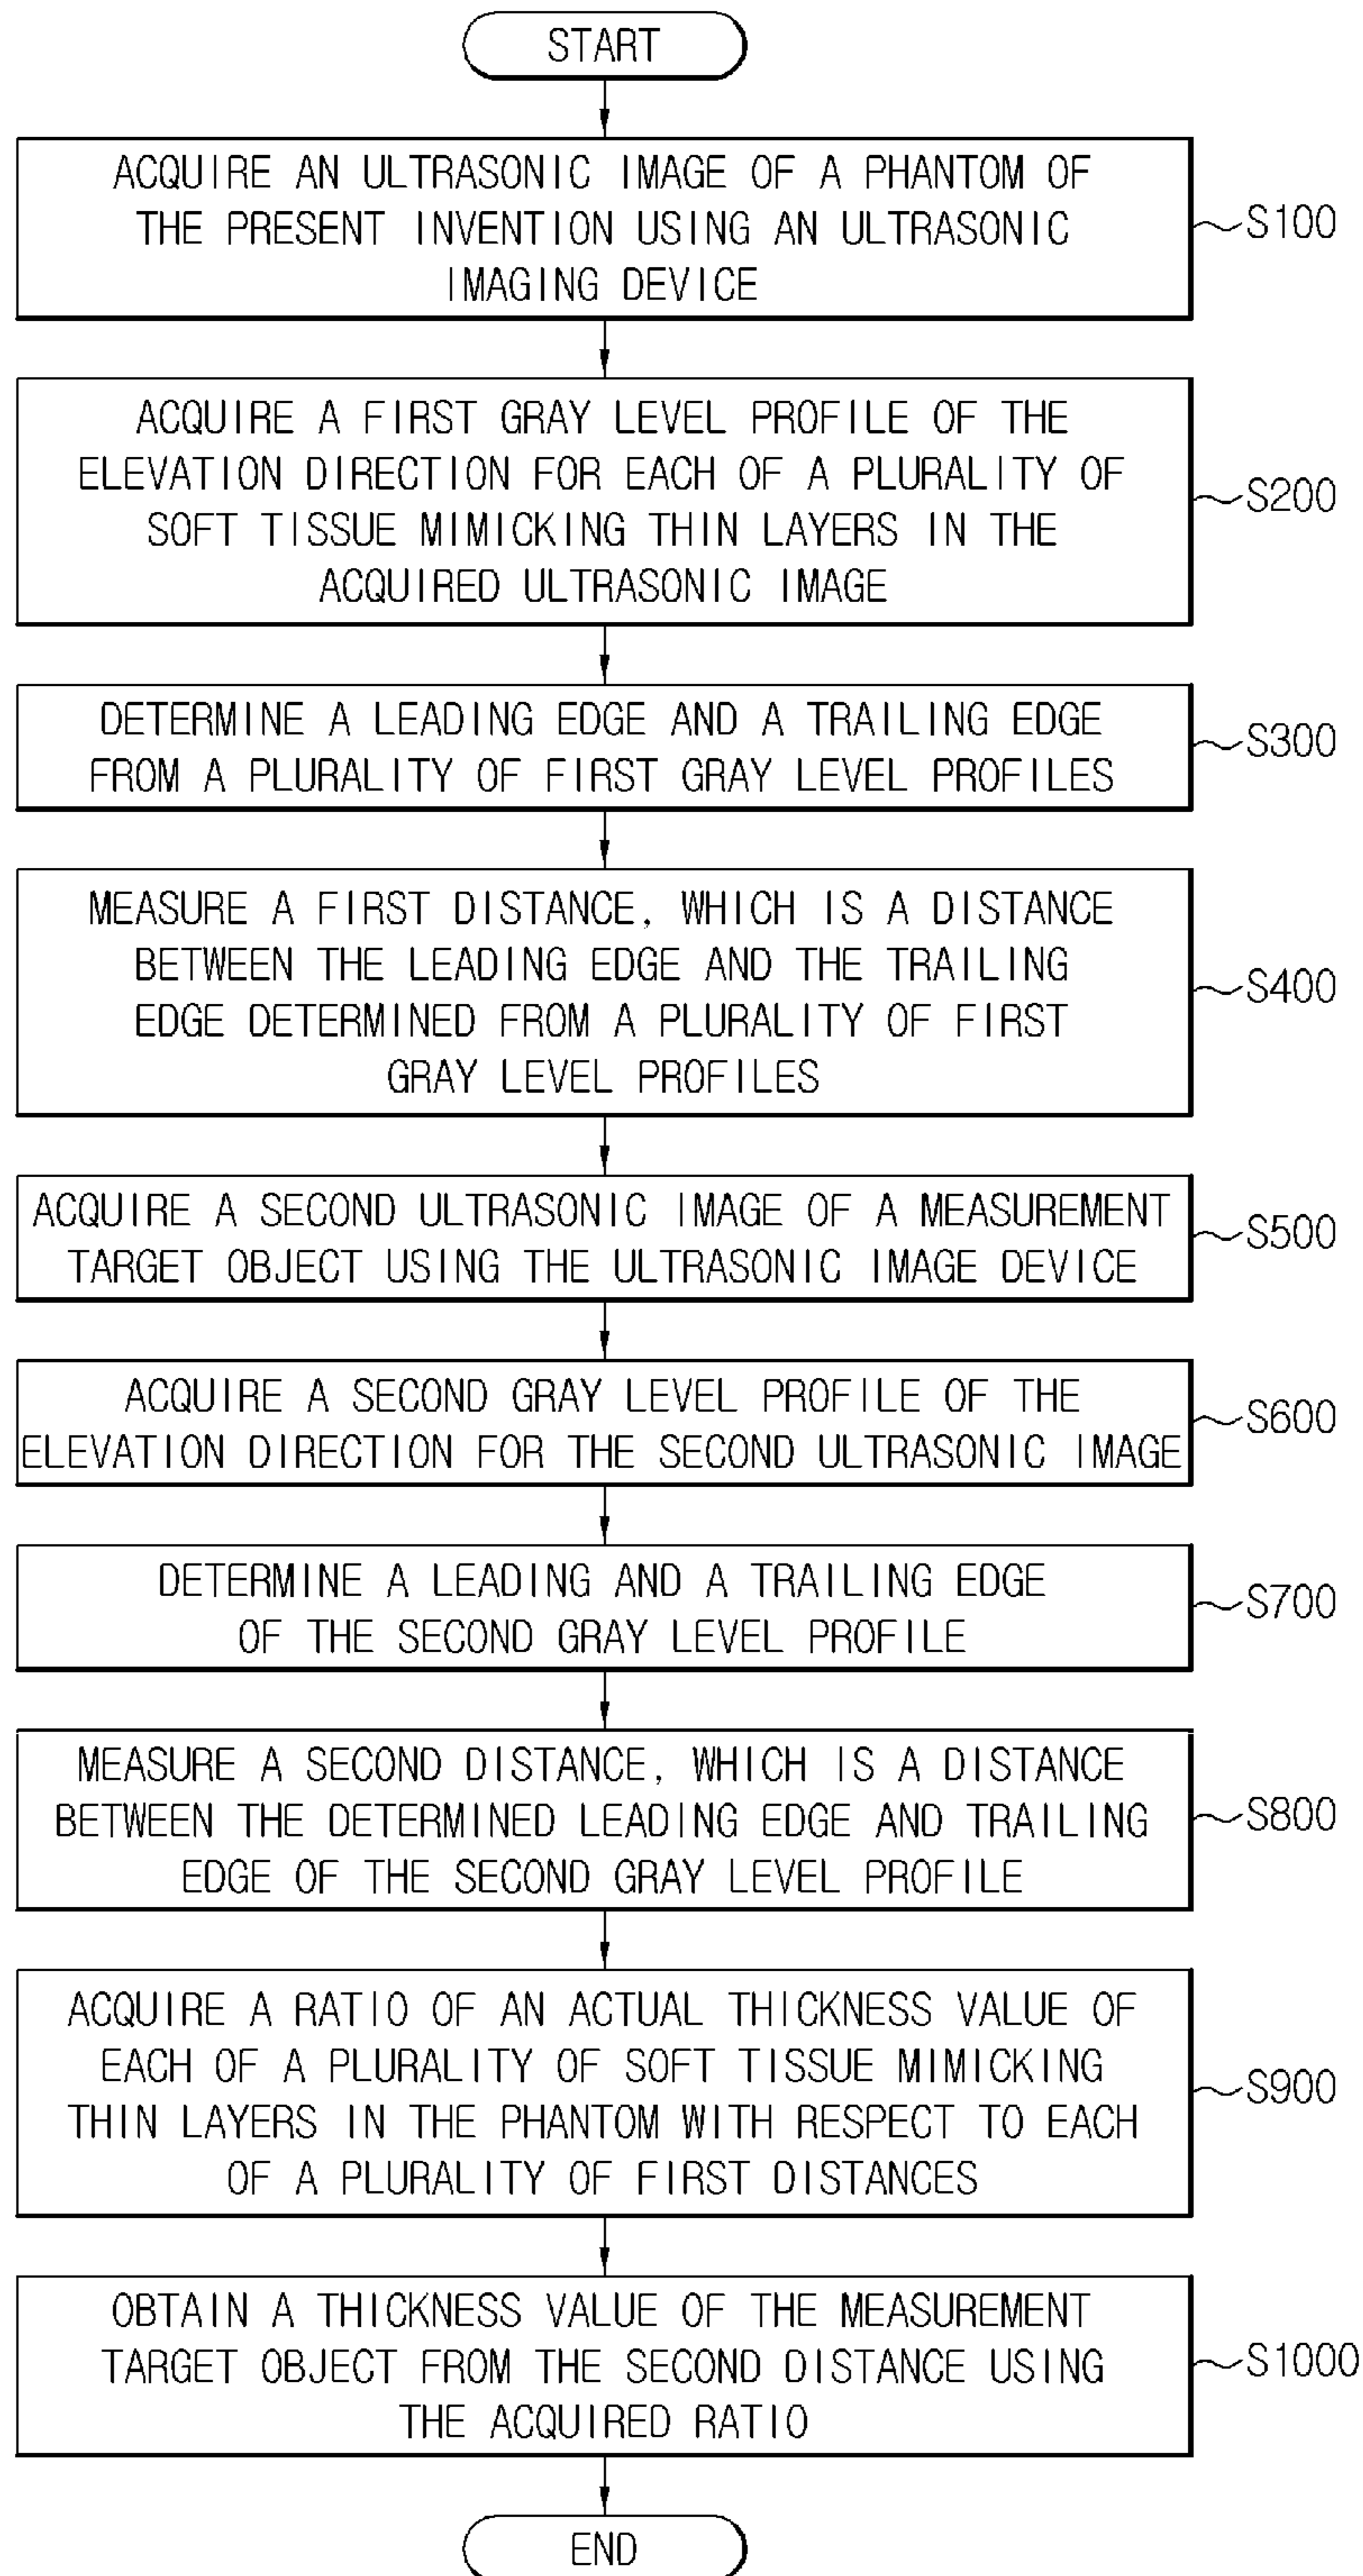 START
ACQUIRE AN ULTRASONIC IMAGE OF A PHANTOM OF
THE PRESENT INVENTION USING AN ULTRASONIC
IMAGING DEVICE
S100
ACQUIRE A FIRST GRAY LEVEL PROFILE OF THE
ELEVATION DIRECTION FOR EACH OF A PLURALITY OF
SOFT TISSUE MIMICKING THIN LAYERS IN THE
ACQUIRED ULTRASONIC IMAGE
S200
DETERMINE A LEADING EDGE AND A TRAILING EDGE
FROM A PLURALITY OF FIRST GRAY LEVEL PROFILES
S300
MEASURE A FIRST DISTANCE, WHICH IS A DISTANCE
BETWEEN THE LEADING EDGE AND THE TRAILING
EDGE DETERMINED FROM A PLURALITY OF FIRST
GRAY LEVEL PROFILES
S400
ACQUIRE A SECOND ULTRASONIC IMAGE OF A MEASUREMENT
TARGET OBJECT USING THE ULTRASONIC IMAGE DEVICE
S500
ACQUIRE A SECOND GRAY LEVEL PROFILE OF THE
ELEVATION DIRECTION FOR THE SECOND ULTRASONIC IMAGE
S600
DETERMINE A LEADING AND A TRAILING EDGE
OF THE SECOND GRAY LEVEL PROFILE
S700
MEASURE A SECOND DISTANCE, WHICH IS A DISTANCE
BETWEEN THE DETERMINED LEADING EDGE AND TRAILING
EDGE OF THE SECOND GRAY LEVEL PROFILE
S800
ACQUIRE A RATIO OF AN ACTUAL THICKNESS VALUE OF
EACH OF A PLURALITY OF SOFT TISSUE MIMICKING
THIN LAYERS IN THE PHANTOM WITH RESPECT TO EACH
OF A PLURALITY OF FIRST DISTANCES
S900
OBTAIN A THICKNESS VALUE OF THE MEASUREMENT
TARGET OBJECT FROM THE SECOND DISTANCE USING
THE ACQUIRED RATIO
S1000
END